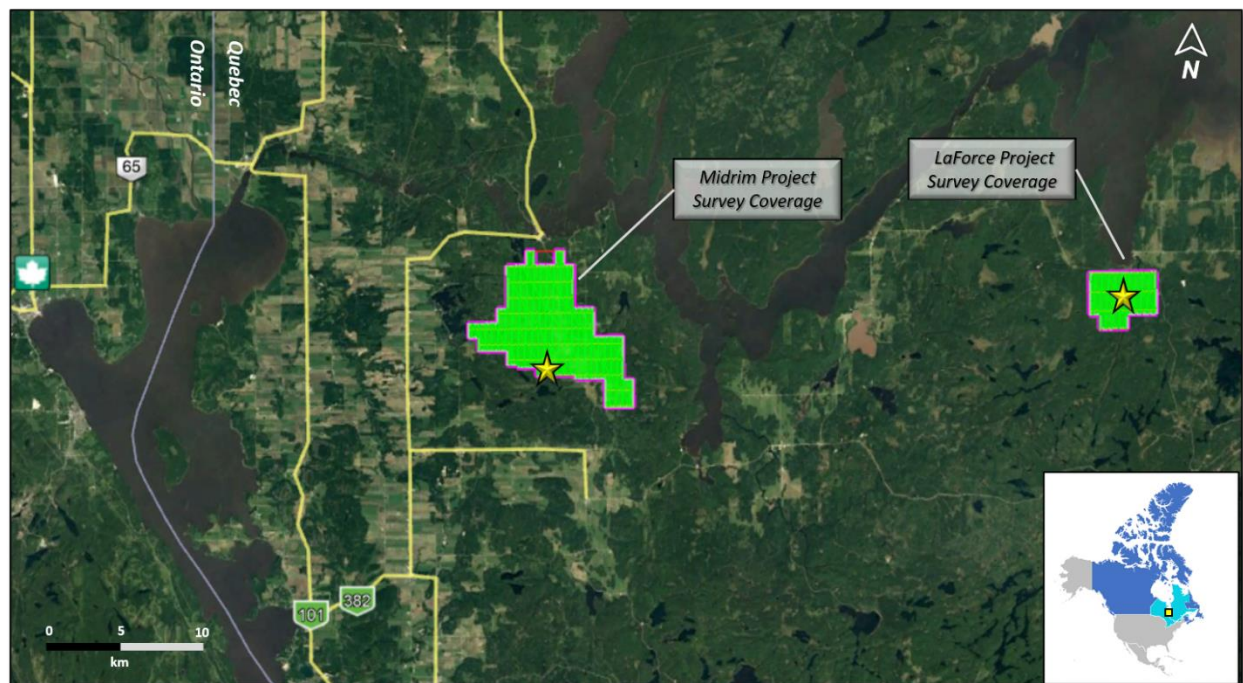 Ontario
Quebec
N
65
Midrim Project
Survey Coverage
LaForce Project
Survey Coverage
101
382
0 5 10
km